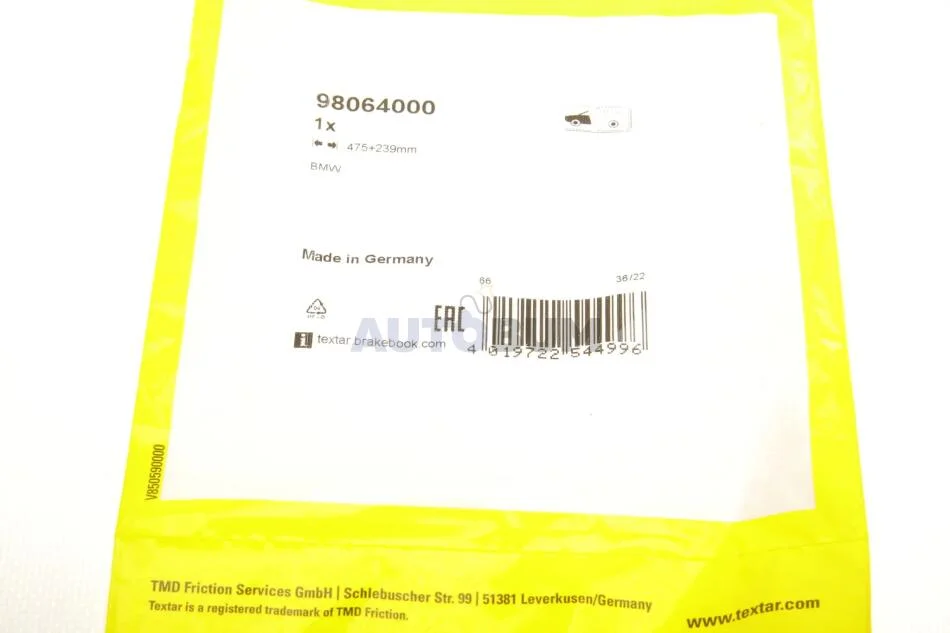 98064000
1x
475+239mm
BMW
Made in Germany
66 36/22
EAC
textar.brakebook.com
4 019722 544996
AUTOBUM
V850590000
TMD Friction Services GmbH | Schlebuscher Str. 99 | 51381 Leverkusen/Germany
Textar is a registered trademark of TMD Friction.
www.textar.com